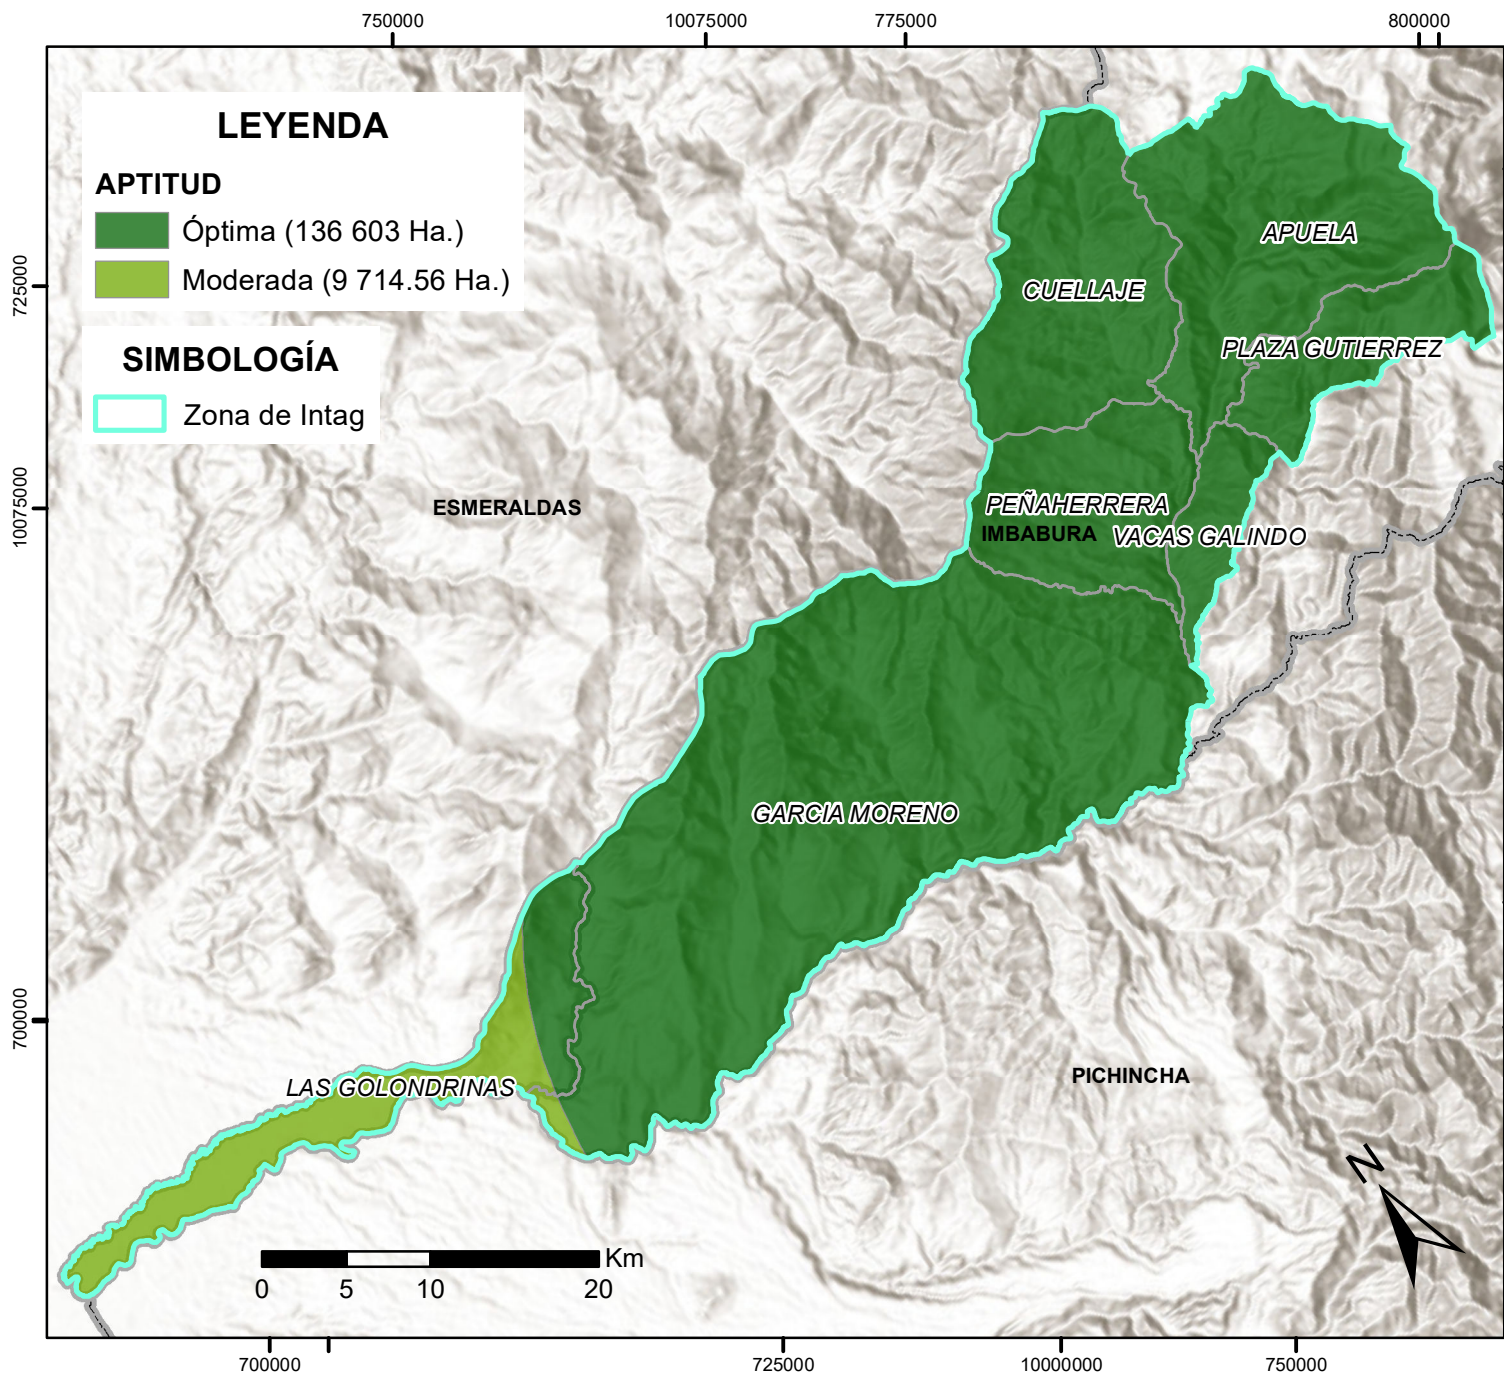 750000
10075000
775000
800000
LEYENDA
APTITUD
Óptima (136 603 Ha.)
Moderada (9 714.56 Ha.)
SIMBOLOGÍA
Zona de Intag
725000
10075000
700000
APUELA
CUELLAJE
PLAZA GUTIERREZ
ESMERALDAS
PEÑAHERRERA
IMBABURA
VACAS GALINDO
GARCIA MORENO
PICHINCHA
LAS GOLONDRINAS
N
Km
0 5 10 20
700000
725000
10000000
750000